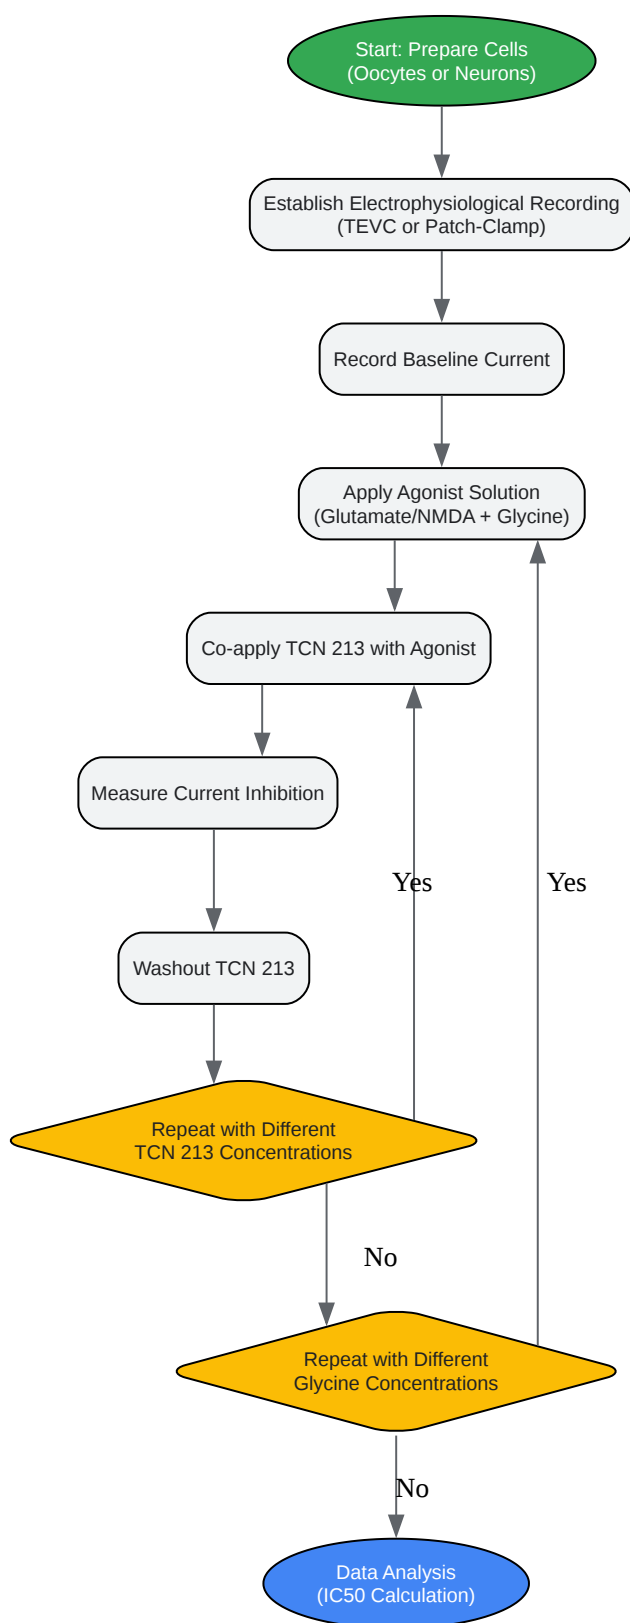 Start: Prepare Cells
(Oocytes or Neurons)
Establish Electrophysiological Recording
(TEVC or Patch-Clamp)
Record Baseline Current
Apply Agonist Solution
(Glutamate/NMDA + Glycine)
Co-apply TCN 213 with Agonist
Measure Current Inhibition
Yes
Yes
Washout TCN 213
Repeat with Different
TCN 213 Concentrations
No
Repeat with Different
Glycine Concentrations
No
Data Analysis
(IC50 Calculation)